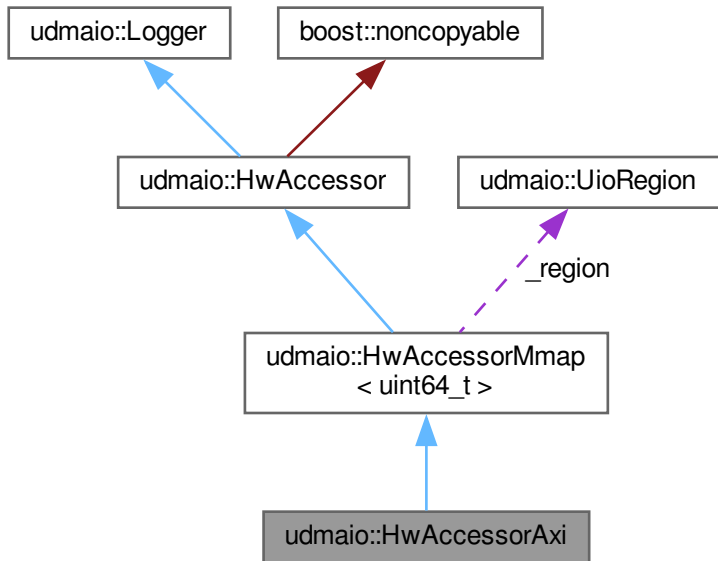 udmaio::Logger
boost::noncopyable
udmaio::HwAccessor
udmaio::UioRegion
_region
udmaio::HwAccessorMmap
< uint64_t >
udmaio::HwAccessorAxi